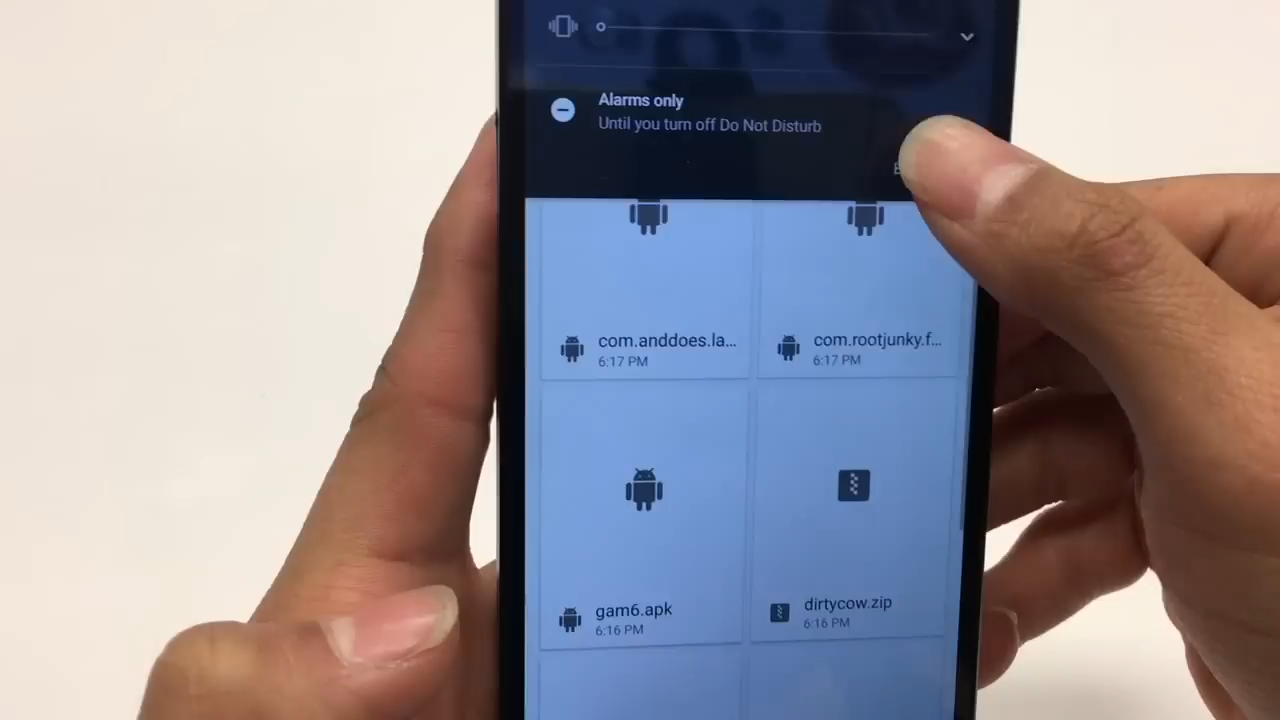 Alarms only
Until you turn off Do Not Disturb
com.anddoes.la...
6:17 PM
com.rootjunky.f...
6:17 PM
gam6.apk
6:16 PM
dirtycow.zip
6:16 PM